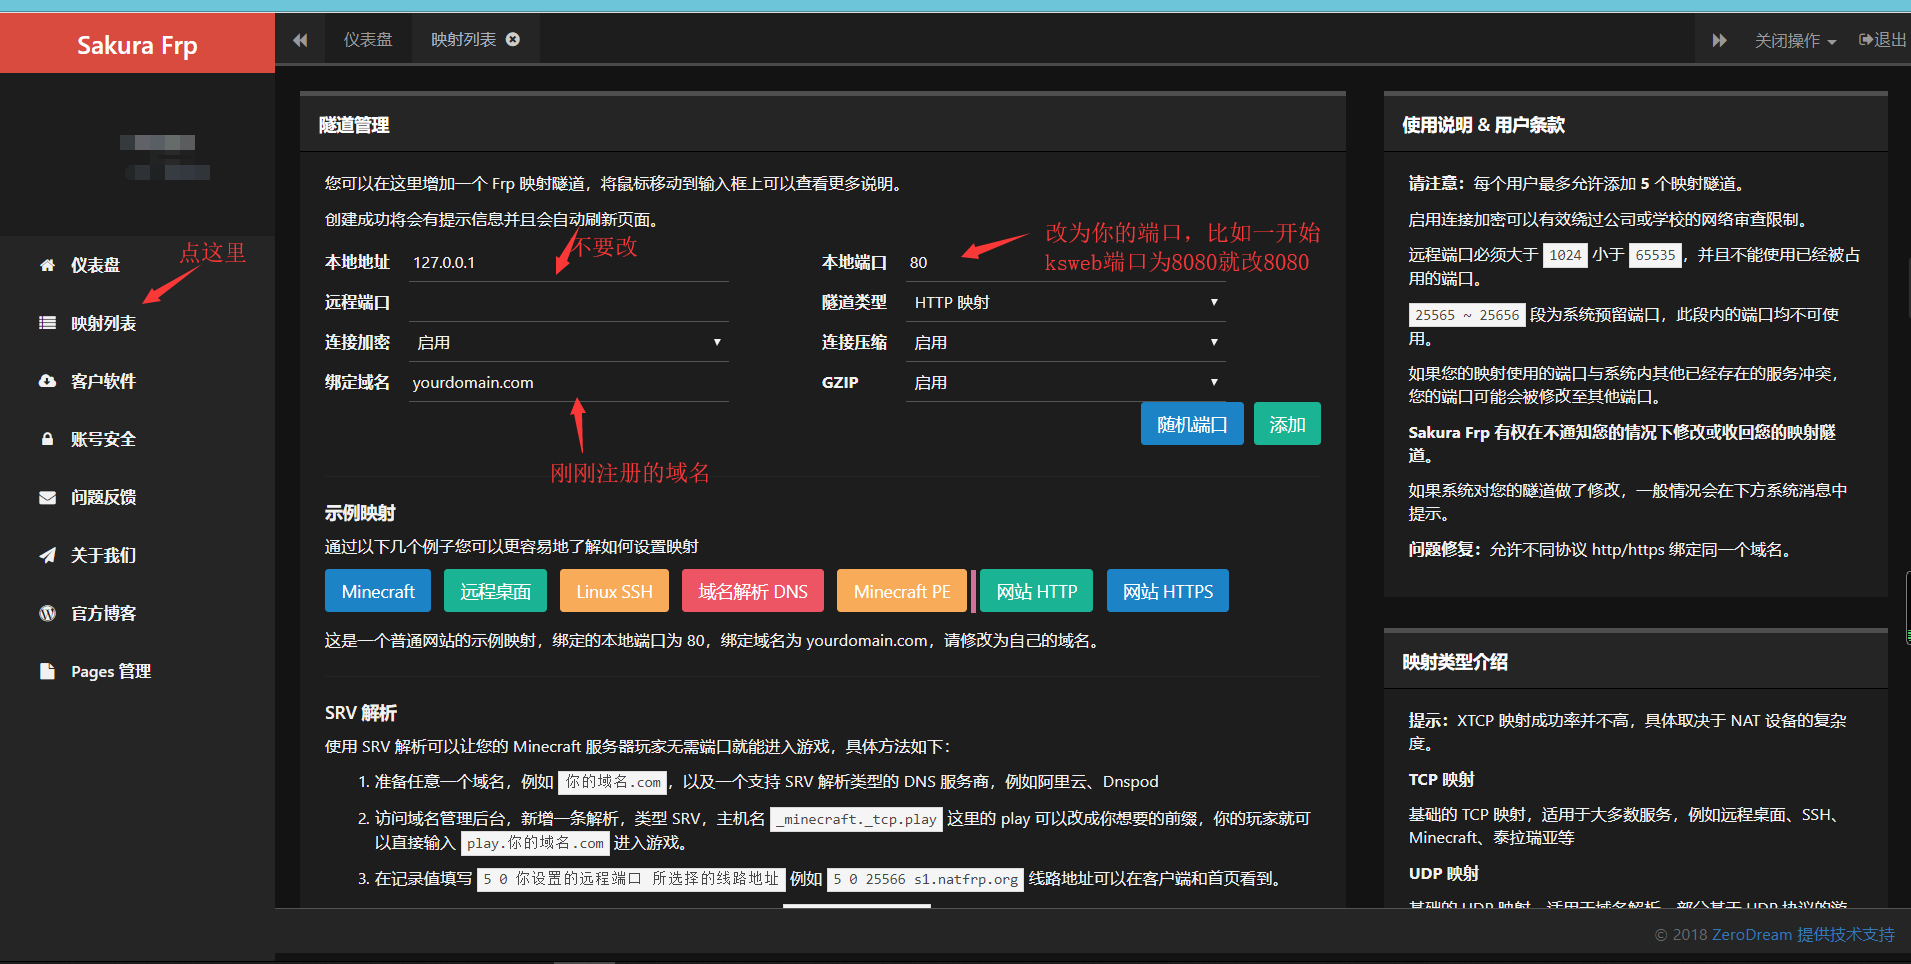 Sakura Frp
仪表盘
映射列表
关闭操作
退出
点这里
仪表盘
映射列表
客户软件
账号安全
问题反馈
关于我们
官方博客
Pages 管理
隧道管理
您可以在这里增加一个 Frp 映射隧道，将鼠标移动到输入框上可以查看更多说明。
创建成功将会有提示信息并且会自动刷新页面。
不要改
改为你的端口，比如一开始
ksweb端口为8080就改8080
本地地址 127.0.0.1 本地端口 80
远程端口 隧道类型 HTTP 映射
连接加密 启用 连接压缩 启用
绑定域名 yourdomain.com GZIP 启用
随机端口 添加
刚刚注册的域名
示例映射
通过以下几个例子您可以更容易地了解如何设置映射
Minecraft 远程桌面 Linux SSH 域名解析 DNS Minecraft PE 网站 HTTP 网站 HTTPS
这是一个普通网站的示例映射，绑定的本地端口为 80，绑定域名为 yourdomain.com，请修改为自己的域名。
SRV 解析
使用 SRV 解析可以让您的 Minecraft 服务器玩家无需端口就能进入游戏，具体方法如下：
1. 准备任意一个域名，例如 你的域名.com，以及一个支持 SRV 解析类型的 DNS 服务商，例如阿里云、Dnspod
2. 访问域名管理后台，新增一条解析，类型 SRV，主机名 _minecraft._tcp.play 这里的 play 可以改成你想要的前缀，你的玩家就可
以直接输入 play.你的域名.com 进入游戏。
3. 在记录值填写 5 0 你设置的远程端口 所选择的线路地址 例如 5 0 25566 s1.natfrp.org 线路地址可以在客户端和首页看到。
使用说明 & 用户条款
请注意：每个用户最多允许添加 5 个映射隧道。
启用连接加密可以有效绕过公司或学校的网络审查限制。
远程端口必须大于 1024 小于 65535，并且不能使用已经被占
用的端口。
25565 ~ 25656 段为系统预留端口，此段内的端口均不可使
用。
如果您的映射使用的端口与系统内其他已经存在的服务冲突，
您的端口可能会被修改至其他端口。
Sakura Frp 有权在不通知您的情况下修改或收回您的映射隧
道。
如果系统对您的隧道做了修改，一般情况会在下方系统消息中
提示。
问题修复：允许不同协议 http/https 绑定同一个域名。
映射类型介绍
提示：XTCP 映射成功率并不高，具体取决于 NAT 设备的复杂
度。
TCP 映射
基础的 TCP 映射，适用于大多数服务，例如远程桌面、SSH、
Minecraft、泰拉瑞亚等
UDP 映射
基础的 UDP 映射，适用于域名解析、部分基于 UDP 协议的游
© 2018 ZeroDream 提供技术支持